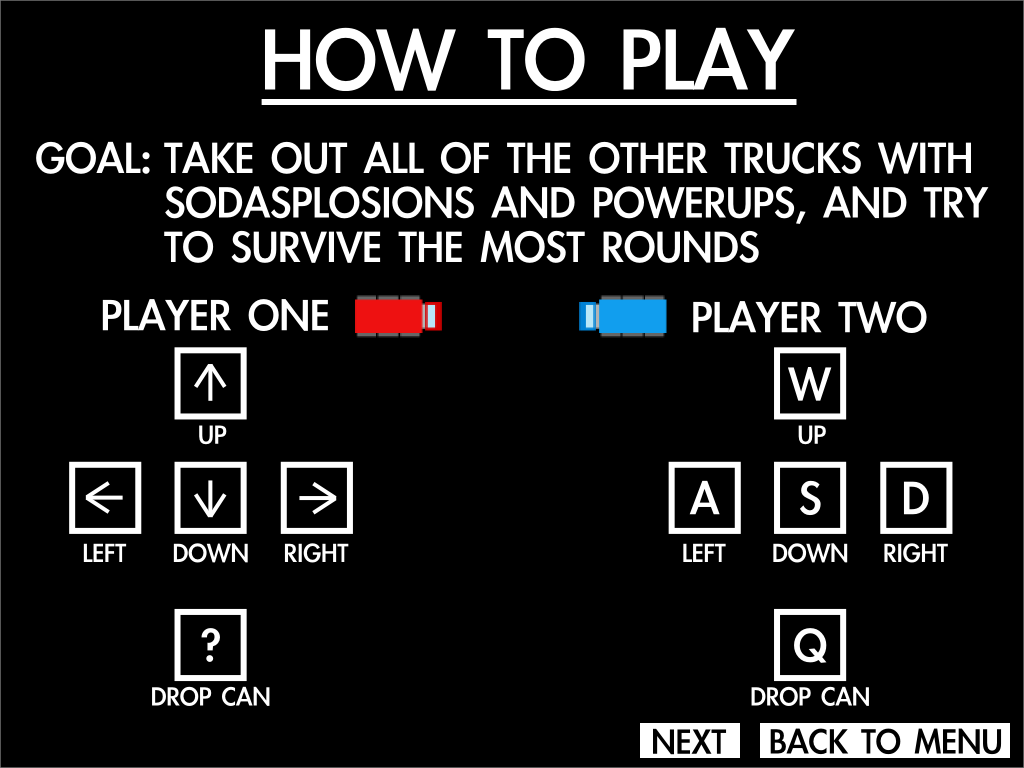 HOW TO PLAY
GOAL: TAKE OUT ALL OF THE OTHER TRUCKS WITH
SODASPLOSIONS AND POWERUPS, AND TRY
TO SURVIVE THE MOST ROUNDS
PLAYER ONE
↑
UP
←
↓
→
LEFT
DOWN
RIGHT
?
DROP CAN
PLAYER TWO
W
UP
A
S
D
LEFT
DOWN
RIGHT
Q
DROP CAN
NEXT
BACK TO MENU